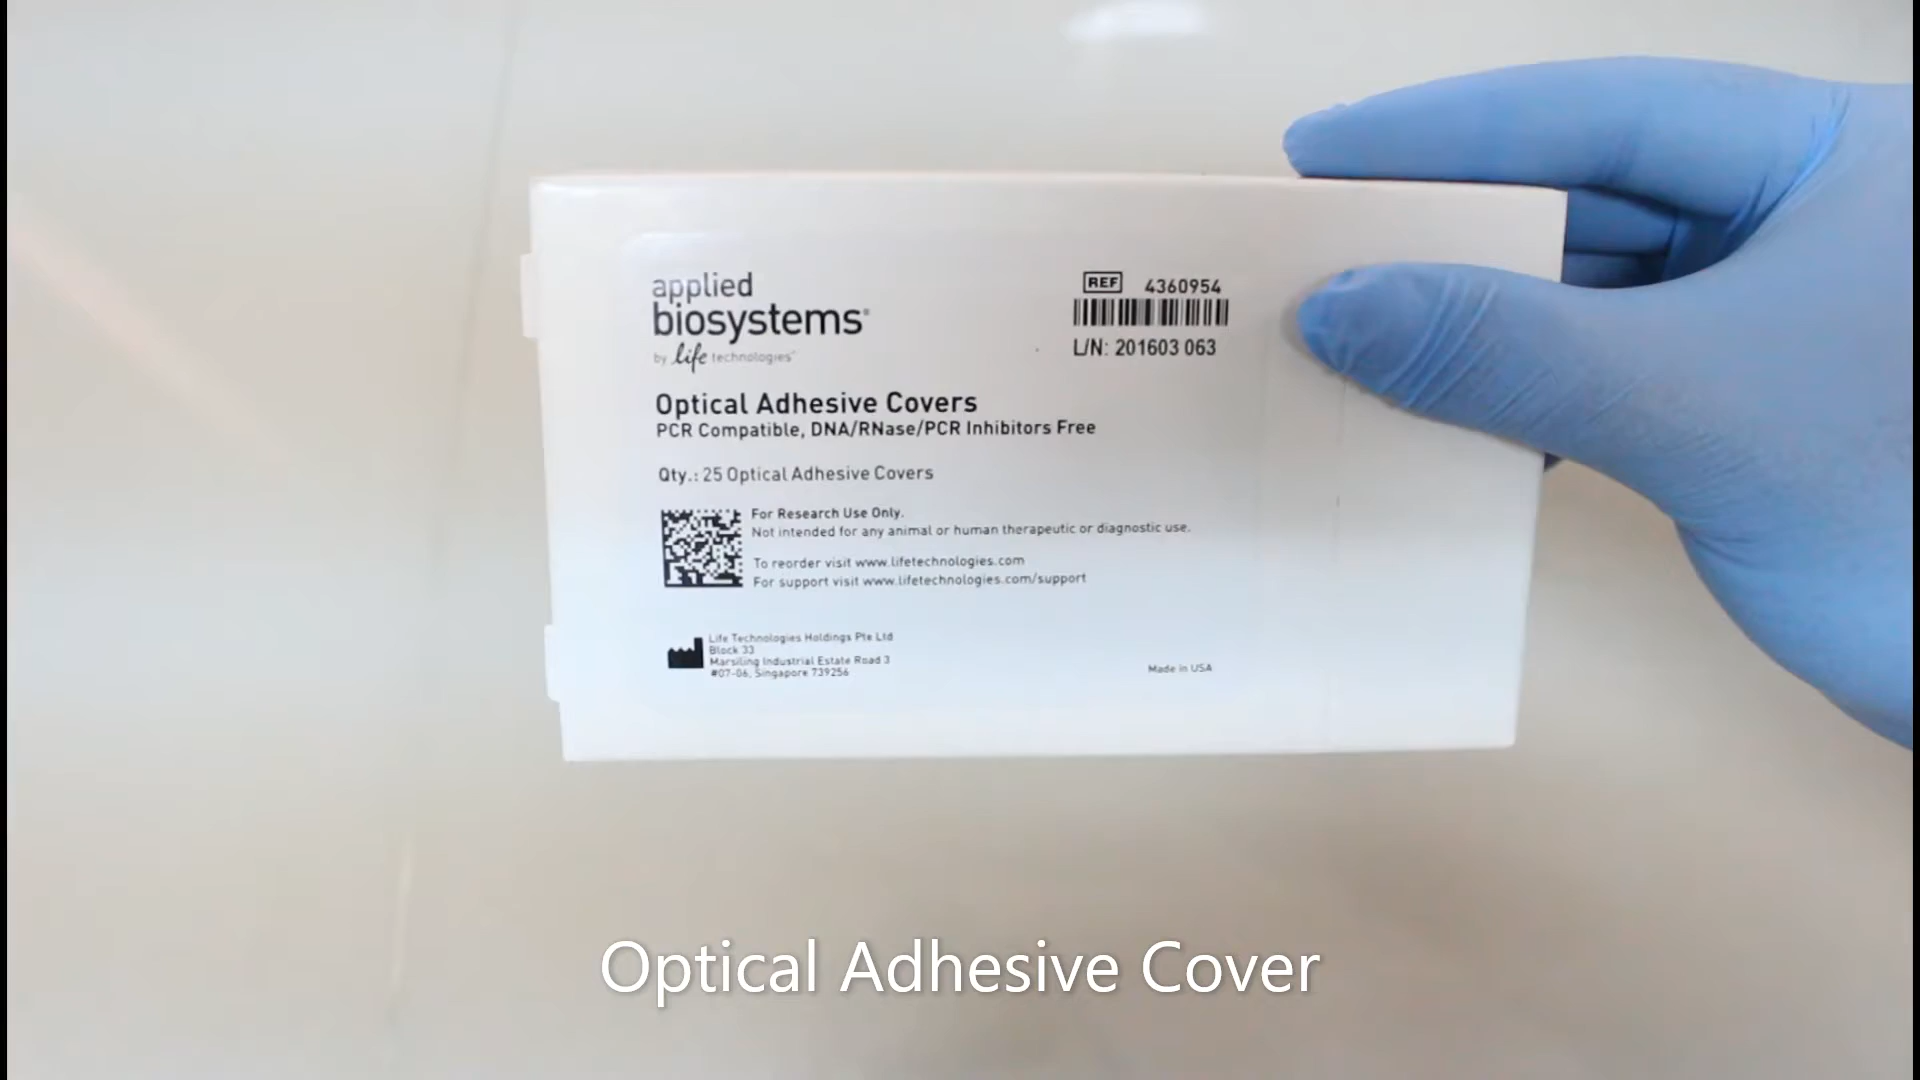 applied
biosystems®
by life technologies™
REF 4360954
L/N: 201603 063
Optical Adhesive Covers
PCR Compatible, DNA/RNase/PCR Inhibitors Free
Qty.: 25 Optical Adhesive Covers
For Research Use Only.
Not intended for any animal or human therapeutic or diagnostic use.
To reorder visit www.lifetechnologies.com
For support visit www.lifetechnologies.com/support
Life Technologies Holdings Pte Ltd
Block 33
Marsiling Industrial Estate Road 3
#07-06, Singapore 739256
Made in USA
Optical Adhesive Cover